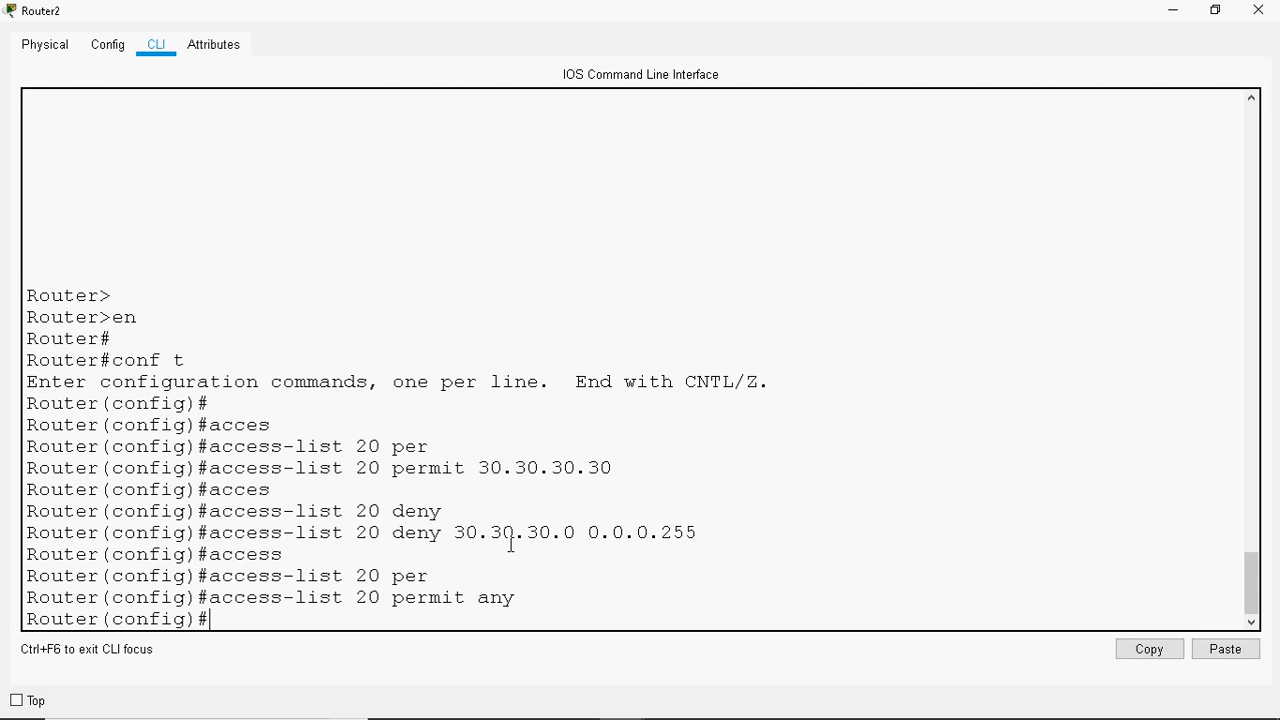 Router2
Physical Config CLI Attributes
IOS Command Line Interface
Router>
Router>en
Router#
Router#conf t
Enter configuration commands, one per line.  End with CNTL/Z.
Router(config)#
Router(config)#acces
Router(config)#access-list 20 per
Router(config)#access-list 20 permit 30.30.30.30
Router(config)#acces
Router(config)#access-list 20 deny
Router(config)#access-list 20 deny 30.30.30.0 0.0.0.255
Router(config)#access
Router(config)#access-list 20 per
Router(config)#access-list 20 permit any
Router(config)#
Ctrl+F6 to exit CLI focus
Copy Paste
Top